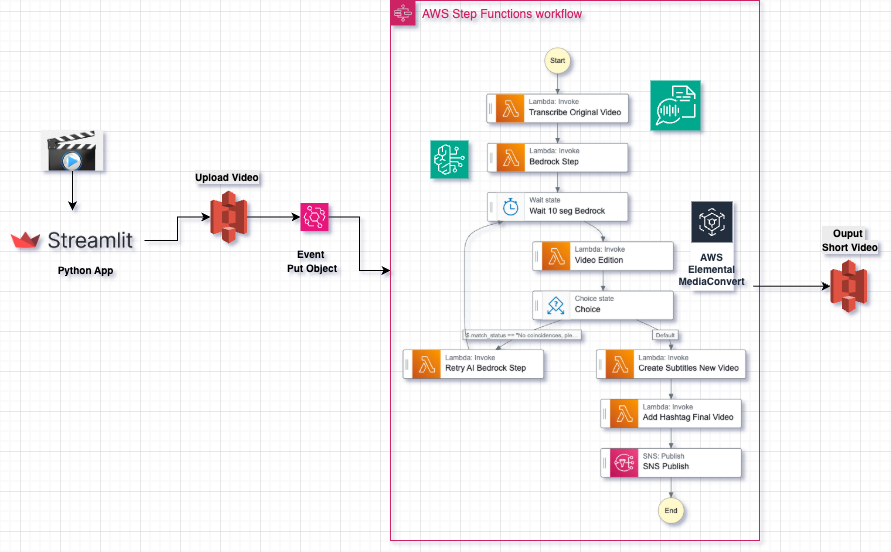 AWS Step Functions workflow
Start
Lambda: Invoke
Transcribe Original Video
Lambda: Invoke
Bedrock Step
Upload Video
Wait state
Wait 10 seg Bedrock
Streamlit
Python App
Event
Put Object
Lambda: Invoke
Video Edition
AWS
Elemental
MediaConvert
Ouput
Short Video
Choice state
Choice
$.match_status == "No coincidences, ple...
Default
Lambda: Invoke
Retry AI Bedrock Step
Lambda: Invoke
Create Subtitles New Video
Lambda: Invoke
Add Hashtag Final Video
SNS: Publish
SNS Publish
End